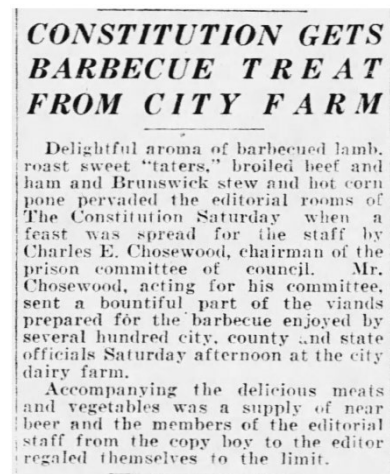 CONSTITUTION GETS
BARBECUE TREAT
FROM CITY FARM
Delightful aroma of barbecued lamb,
roast sweet "taters," broiled beef and
ham and Brunswick stew and hot corn
pone pervaded the editorial rooms of
The Constitution Saturday when a
feast was spread for the staff by
Charles E. Chosewood, chairman of the
prison committee of council. Mr.
Chosewood, acting for his committee,
sent a bountiful part of the viands
prepared for the barbecue enjoyed by
several hundred city, county and state
officials Saturday afternoon at the city
dairy farm.
Accompanying the delicious meats
and vegetables was a supply of near
beer and the members of the editorial
staff from the copy boy to the editor
regaled themselves to the limit.